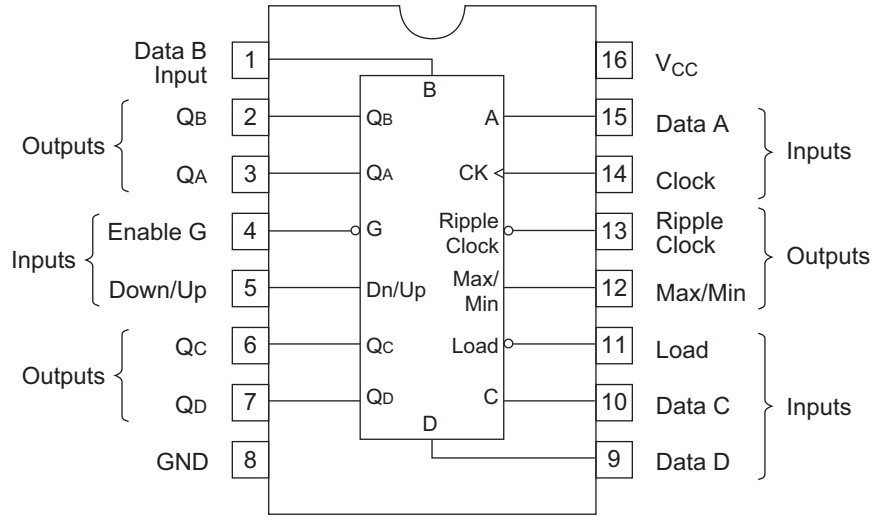 Data B
Input
1
16
VCC
B
Outputs
QB
2
QB
A
15
Data A
Inputs
QA
3
QA
CK
14
Clock
Inputs
Enable G
4
G
Ripple
Clock
13
Ripple
Clock
Outputs
Down/Up
5
Dn/Up
Max/
Min
12
Max/Min
Outputs
QC
6
QC
Load
11
Load
Inputs
QD
7
QD
C
10
Data C
D
GND
8
9
Data D